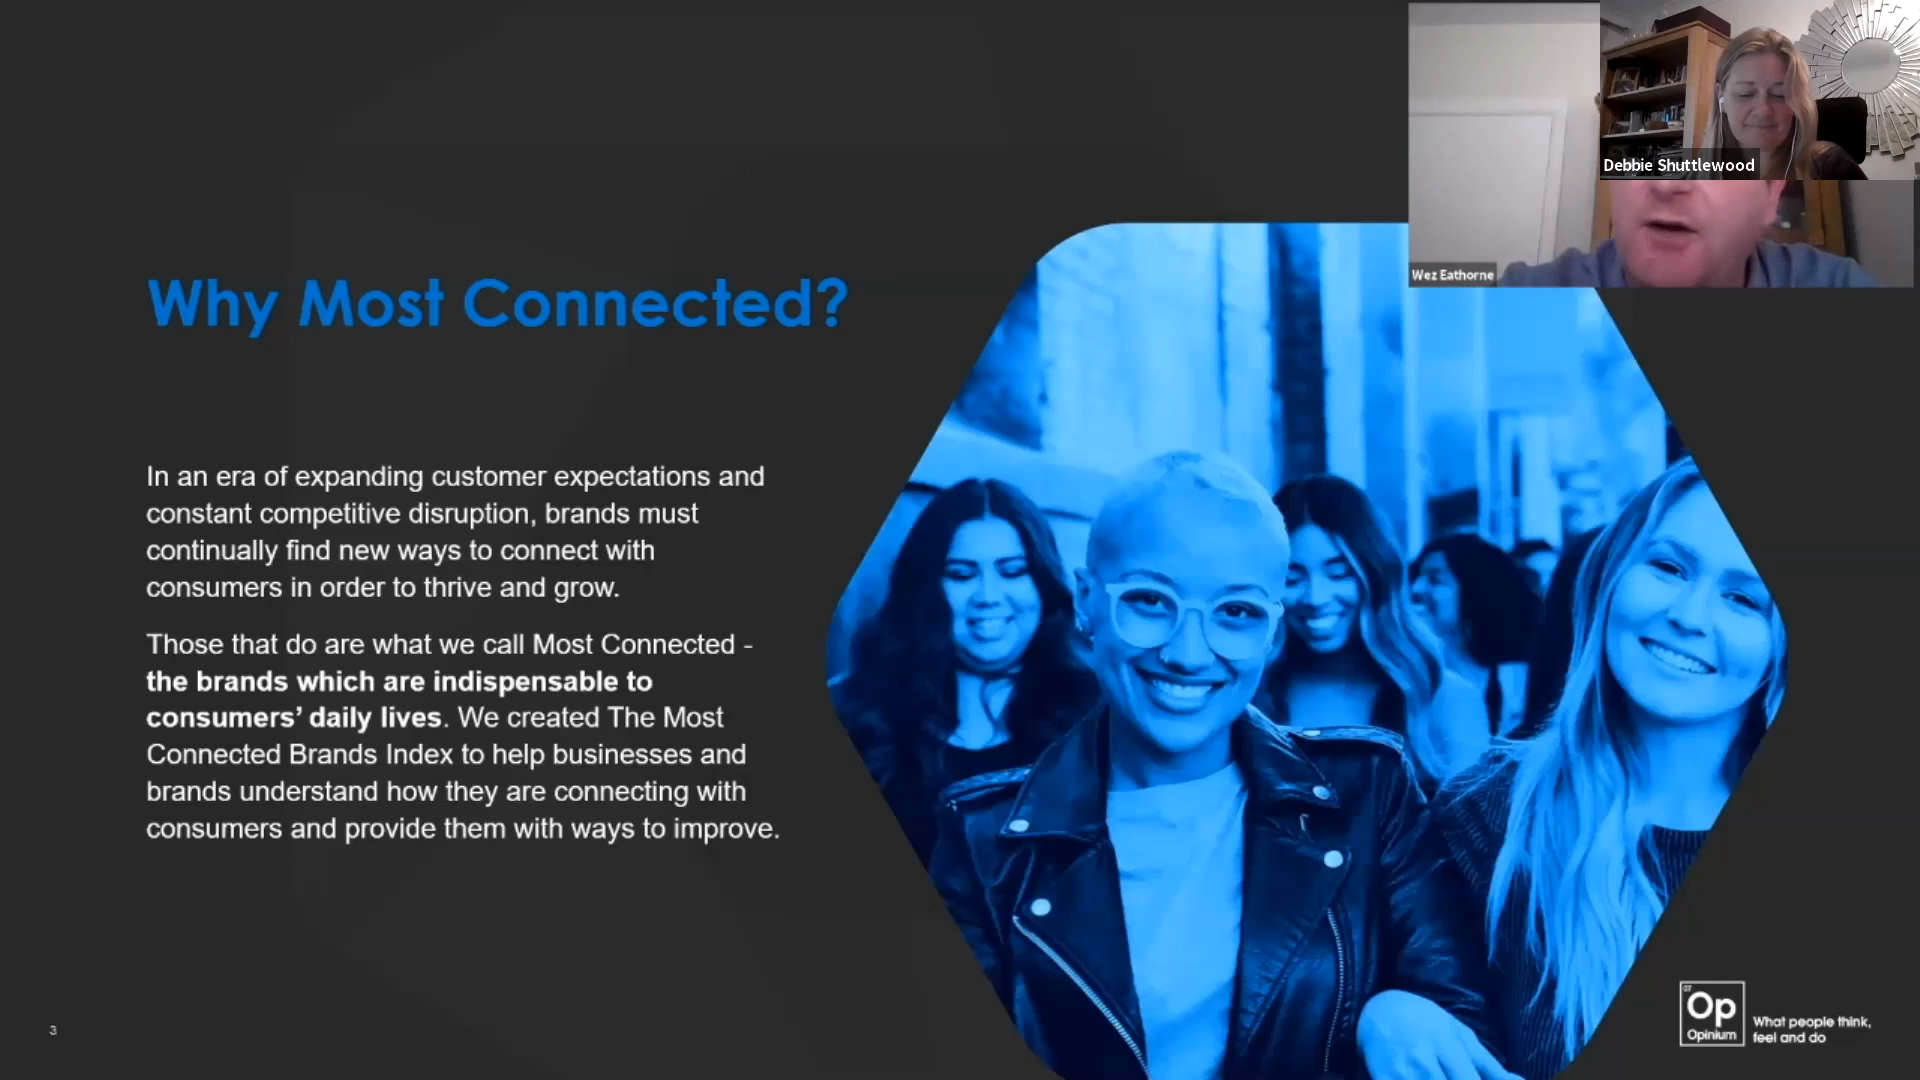 Debbie Shuttlewood
Wez Eathorne
Why Most Connected?
In an era of expanding customer expectations and
constant competitive disruption, brands must
continually find new ways to connect with
consumers in order to thrive and grow.
Those that do are what we call Most Connected -
the brands which are indispensable to
consumers’ daily lives. We created The Most
Connected Brands Index to help businesses and
brands understand how they are connecting with
consumers and provide them with ways to improve.
3
07
Op
Opinium
What people think,
feel and do